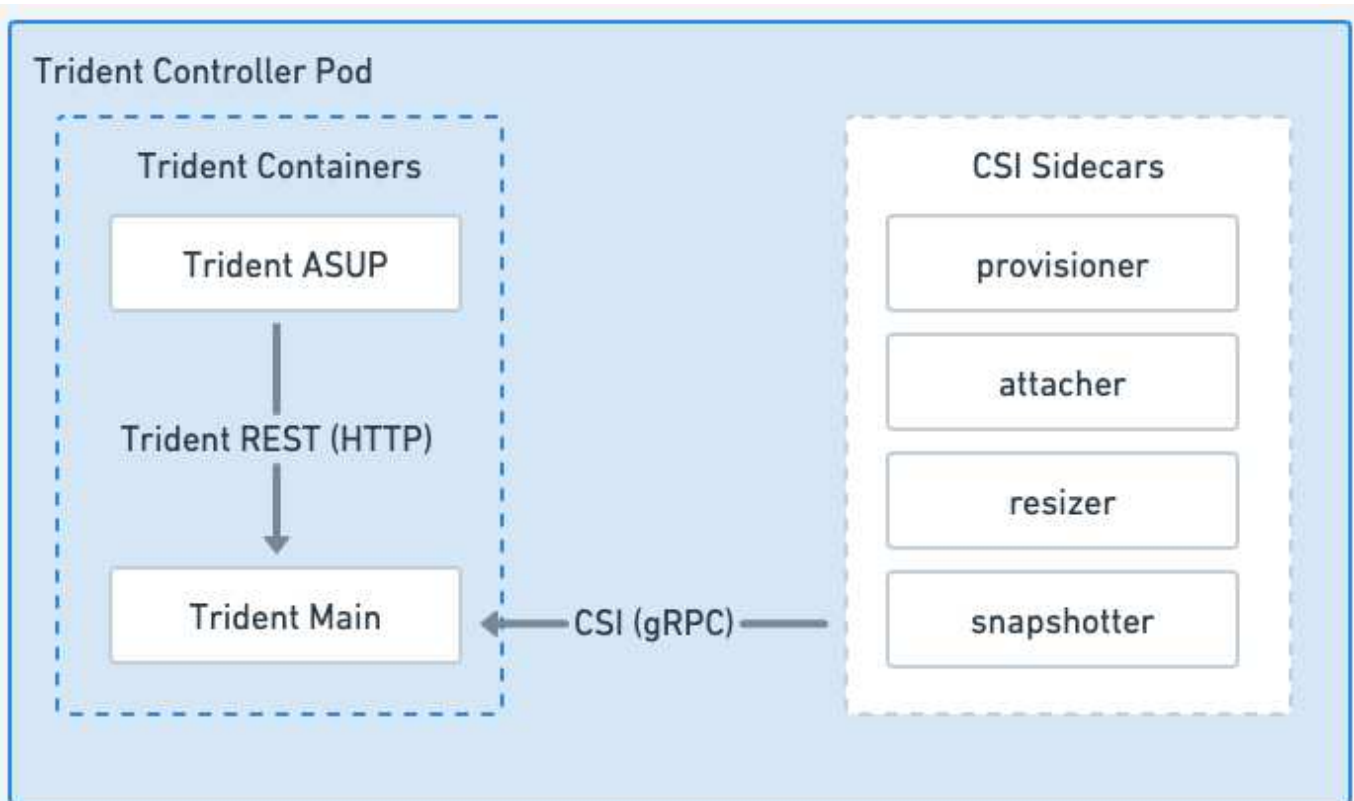 Trident Controller Pod
Trident Containers
Trident ASUP
Trident REST (HTTP)
Trident Main
CSI (gRPC)
CSI Sidecars
provisioner
attacher
resizer
snapshotter